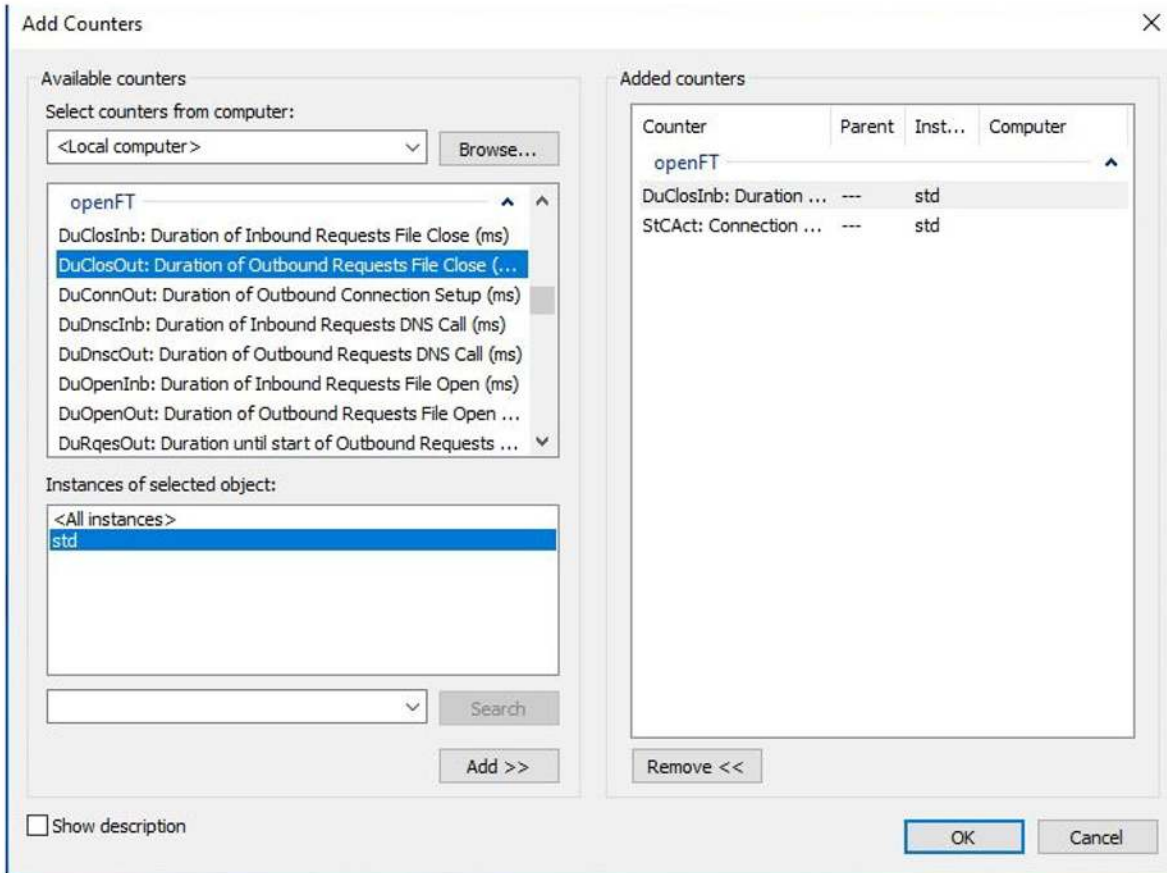 Add Counters
Available counters
Select counters from computer:
<Local computer>
Browse...
openFT
DuClosInb: Duration of Inbound Requests File Close (ms)
DuClosOut: Duration of Outbound Requests File Close (...
DuConnOut: Duration of Outbound Connection Setup (ms)
DuDnscInb: Duration of Inbound Requests DNS Call (ms)
DuDnscOut: Duration of Outbound Requests DNS Call (ms)
DuOpenInb: Duration of Inbound Requests File Open (ms)
DuOpenOut: Duration of Outbound Requests File Open ...
DuRqesOut: Duration until start of Outbound Requests ...
Instances of selected object:
<All instances>
std
Search
Add >>
Show description
Added counters
Counter Parent Inst... Computer
openFT
DuClosInb: Duration ... --- std
StCAct: Connection ... --- std
Remove <<
OK Cancel